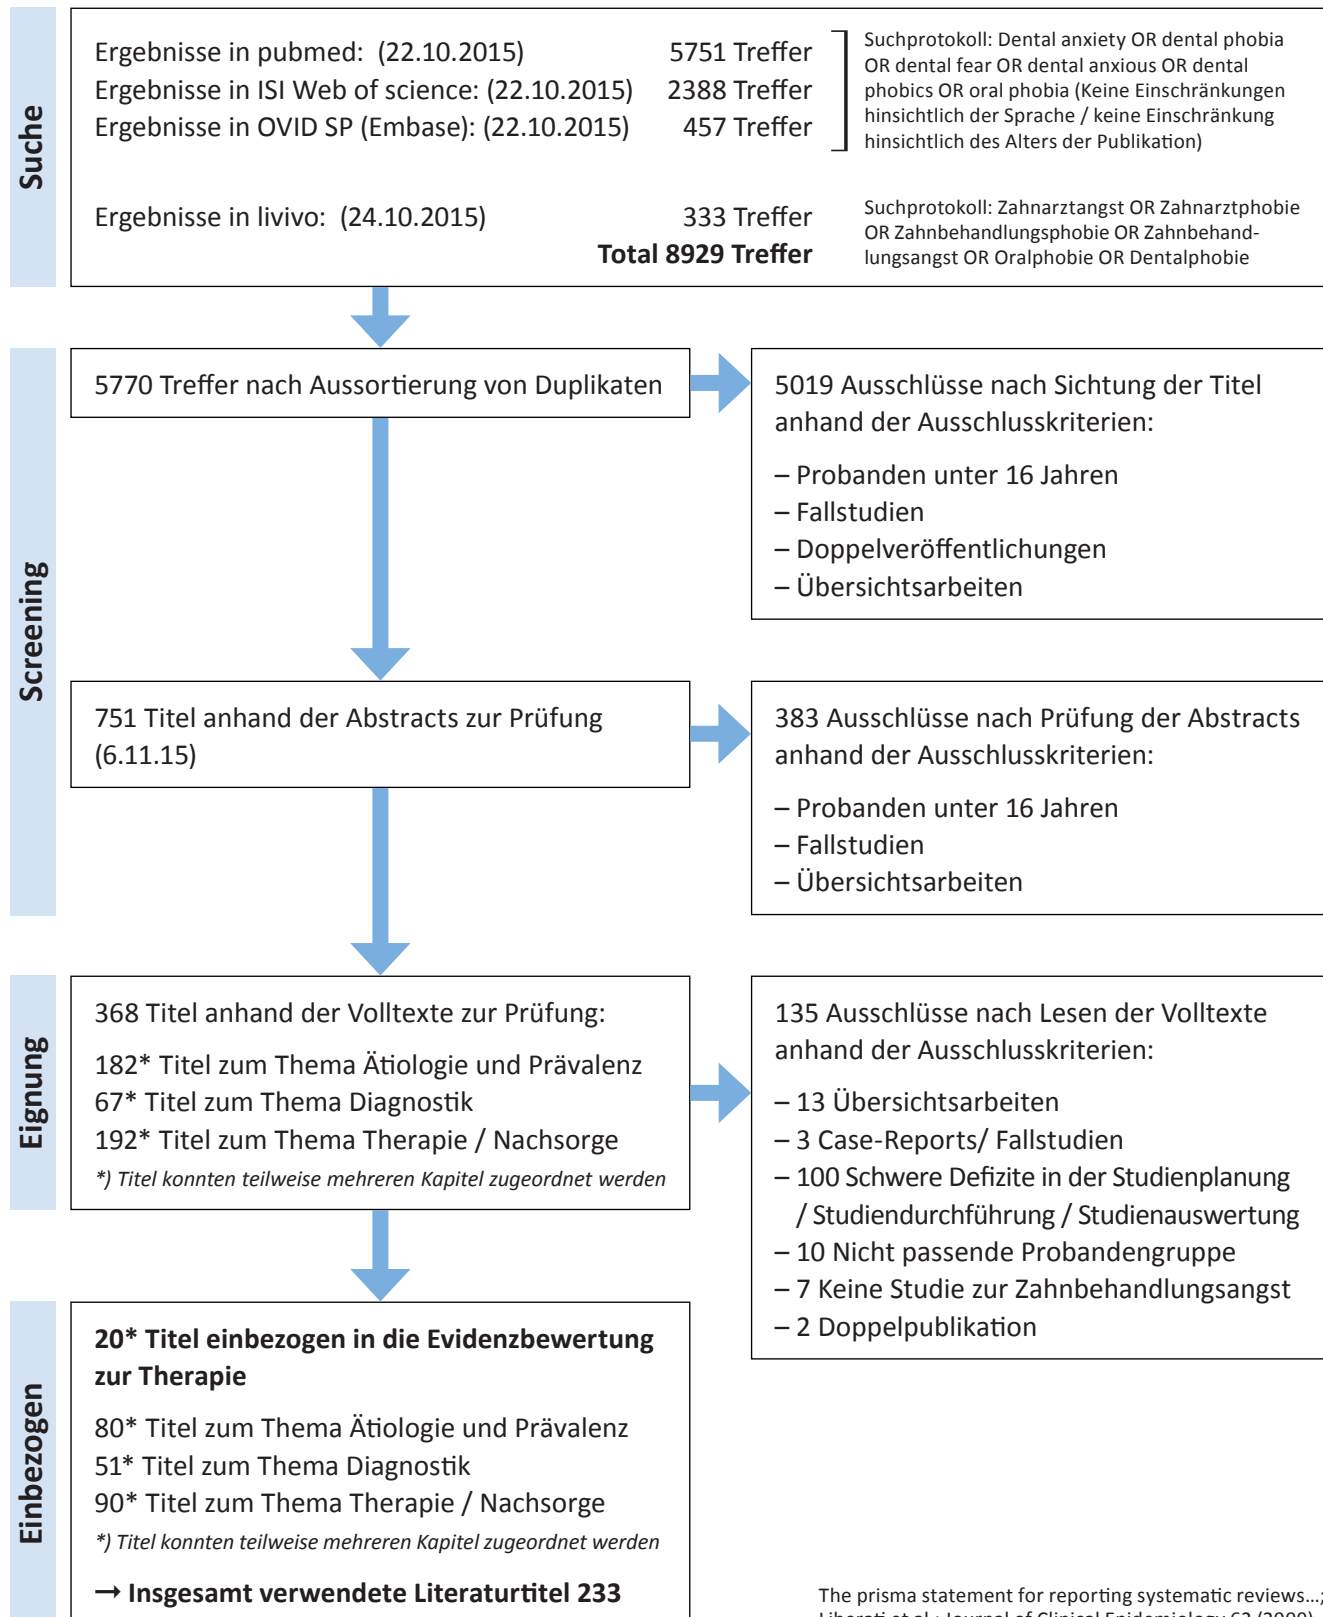 Suche
Ergebnisse in pubmed: (22.10.2015) 5751 Treffer
Ergebnisse in ISI Web of science: (22.10.2015) 2388 Treffer
Ergebnisse in OVID SP (Embase): (22.10.2015) 457 Treffer
Suchprotokoll: Dental anxiety OR dental phobia
OR dental fear OR dental anxious OR dental
phobics OR oral phobia (Keine Einschränkungen
hinsichtlich der Sprache / keine Einschränkung
hinsichtlich des Alters der Publikation)
Ergebnisse in livivo: (24.10.2015) 333 Treffer
Total 8929 Treffer
Suchprotokoll: Zahnarztangst OR Zahnarztphobie
OR Zahnbehandlungsphobie OR Zahnbehand-
lungsangst OR Oralphobie OR Dentalphobie
Screening
5770 Treffer nach Aussortierung von Duplikaten
5019 Ausschlüsse nach Sichtung der Titel
anhand der Ausschlusskriterien:
– Probanden unter 16 Jahren
– Fallstudien
– Doppelveröffentlichungen
– Übersichtsarbeiten
751 Titel anhand der Abstracts zur Prüfung
(6.11.15)
383 Ausschlüsse nach Prüfung der Abstracts
anhand der Ausschlusskriterien:
– Probanden unter 16 Jahren
– Fallstudien
– Übersichtsarbeiten
Eignung
368 Titel anhand der Volltexte zur Prüfung:
182* Titel zum Thema Ätiologie und Prävalenz
67* Titel zum Thema Diagnostik
192* Titel zum Thema Therapie / Nachsorge
*) Titel konnten teilweise mehreren Kapitel zugeordnet werden
135 Ausschlüsse nach Lesen der Volltexte
anhand der Ausschlusskriterien:
– 13 Übersichtsarbeiten
– 3 Case-Reports/ Fallstudien
– 100 Schwere Defizite in der Studienplanung
/ Studiendurchführung / Studienauswertung
– 10 Nicht passende Probandengruppe
– 7 Keine Studie zur Zahnbehandlungsangst
– 2 Doppelpublikation
Einbezogen
20* Titel einbezogen in die Evidenzbewertung
zur Therapie
80* Titel zum Thema Ätiologie und Prävalenz
51* Titel zum Thema Diagnostik
90* Titel zum Thema Therapie / Nachsorge
*) Titel konnten teilweise mehreren Kapitel zugeordnet werden
→ Insgesamt verwendete Literaturtitel 233
The prisma statement for reporting systematic reviews...;
Liberati et al.; Journal of Clinical Epidemiology 62 (2009)